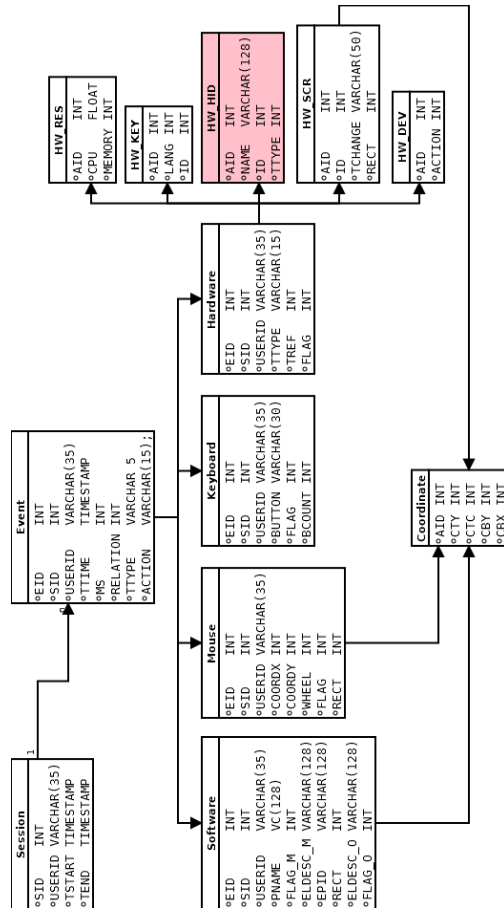 Session
°SID INT
°USERID VARCHAR(35)
°TSTART TIMESTAMP
°TEND TIMESTAMP
1
n
Event
°EID INT
°SID INT
°USERID VARCHAR(35)
°TTIME TIMESTAMP
°MS INT
°RELATION INT
°TTYPE VARCHAR 5
°ACTION VARCHAR(15);
Software
°EID INT
°SID INT
°USERID VARCHAR(35)
°PNAME VC(128)
°FLAG_M INT
°ELDESC_M VARCHAR(128)
°EPID VARCHAR(128)
°RECT INT
°ELDESC_O VARCHAR(128)
°FLAG_O INT
Mouse
°EID INT
°SID INT
°USERID VARCHAR(35)
°COORDX INT
°COORDY INT
°WHEEL INT
°FLAG INT
°RECT INT
Keyboard
°EID INT
°SID INT
°USERID VARCHAR(35)
°BUTTON VARCHAR(30)
°FLAG INT
°BCOUNT INT
Hardware
°EID INT
°SID INT
°USERID VARCHAR(35)
°TTYPE VARCHAR(15)
°TREF INT
°FLAG INT
HW_RES
°AID INT
°CPU FLOAT
°MEMORY INT
HW_KEY
°AID INT
°LANG INT
°ID INT
HW_HID
°AID INT
°NAME VARCHAR(128)
°ID INT
°TTYPE INT
HW_SCR
°AID INT
°ID INT
°TCHANGE VARCHAR(50)
°RECT INT
HW_DEV
°AID INT
°ACTION INT
Coordinate
°AID INT
°CTY INT
°CTC INT
°CBY INT
°CBX INT